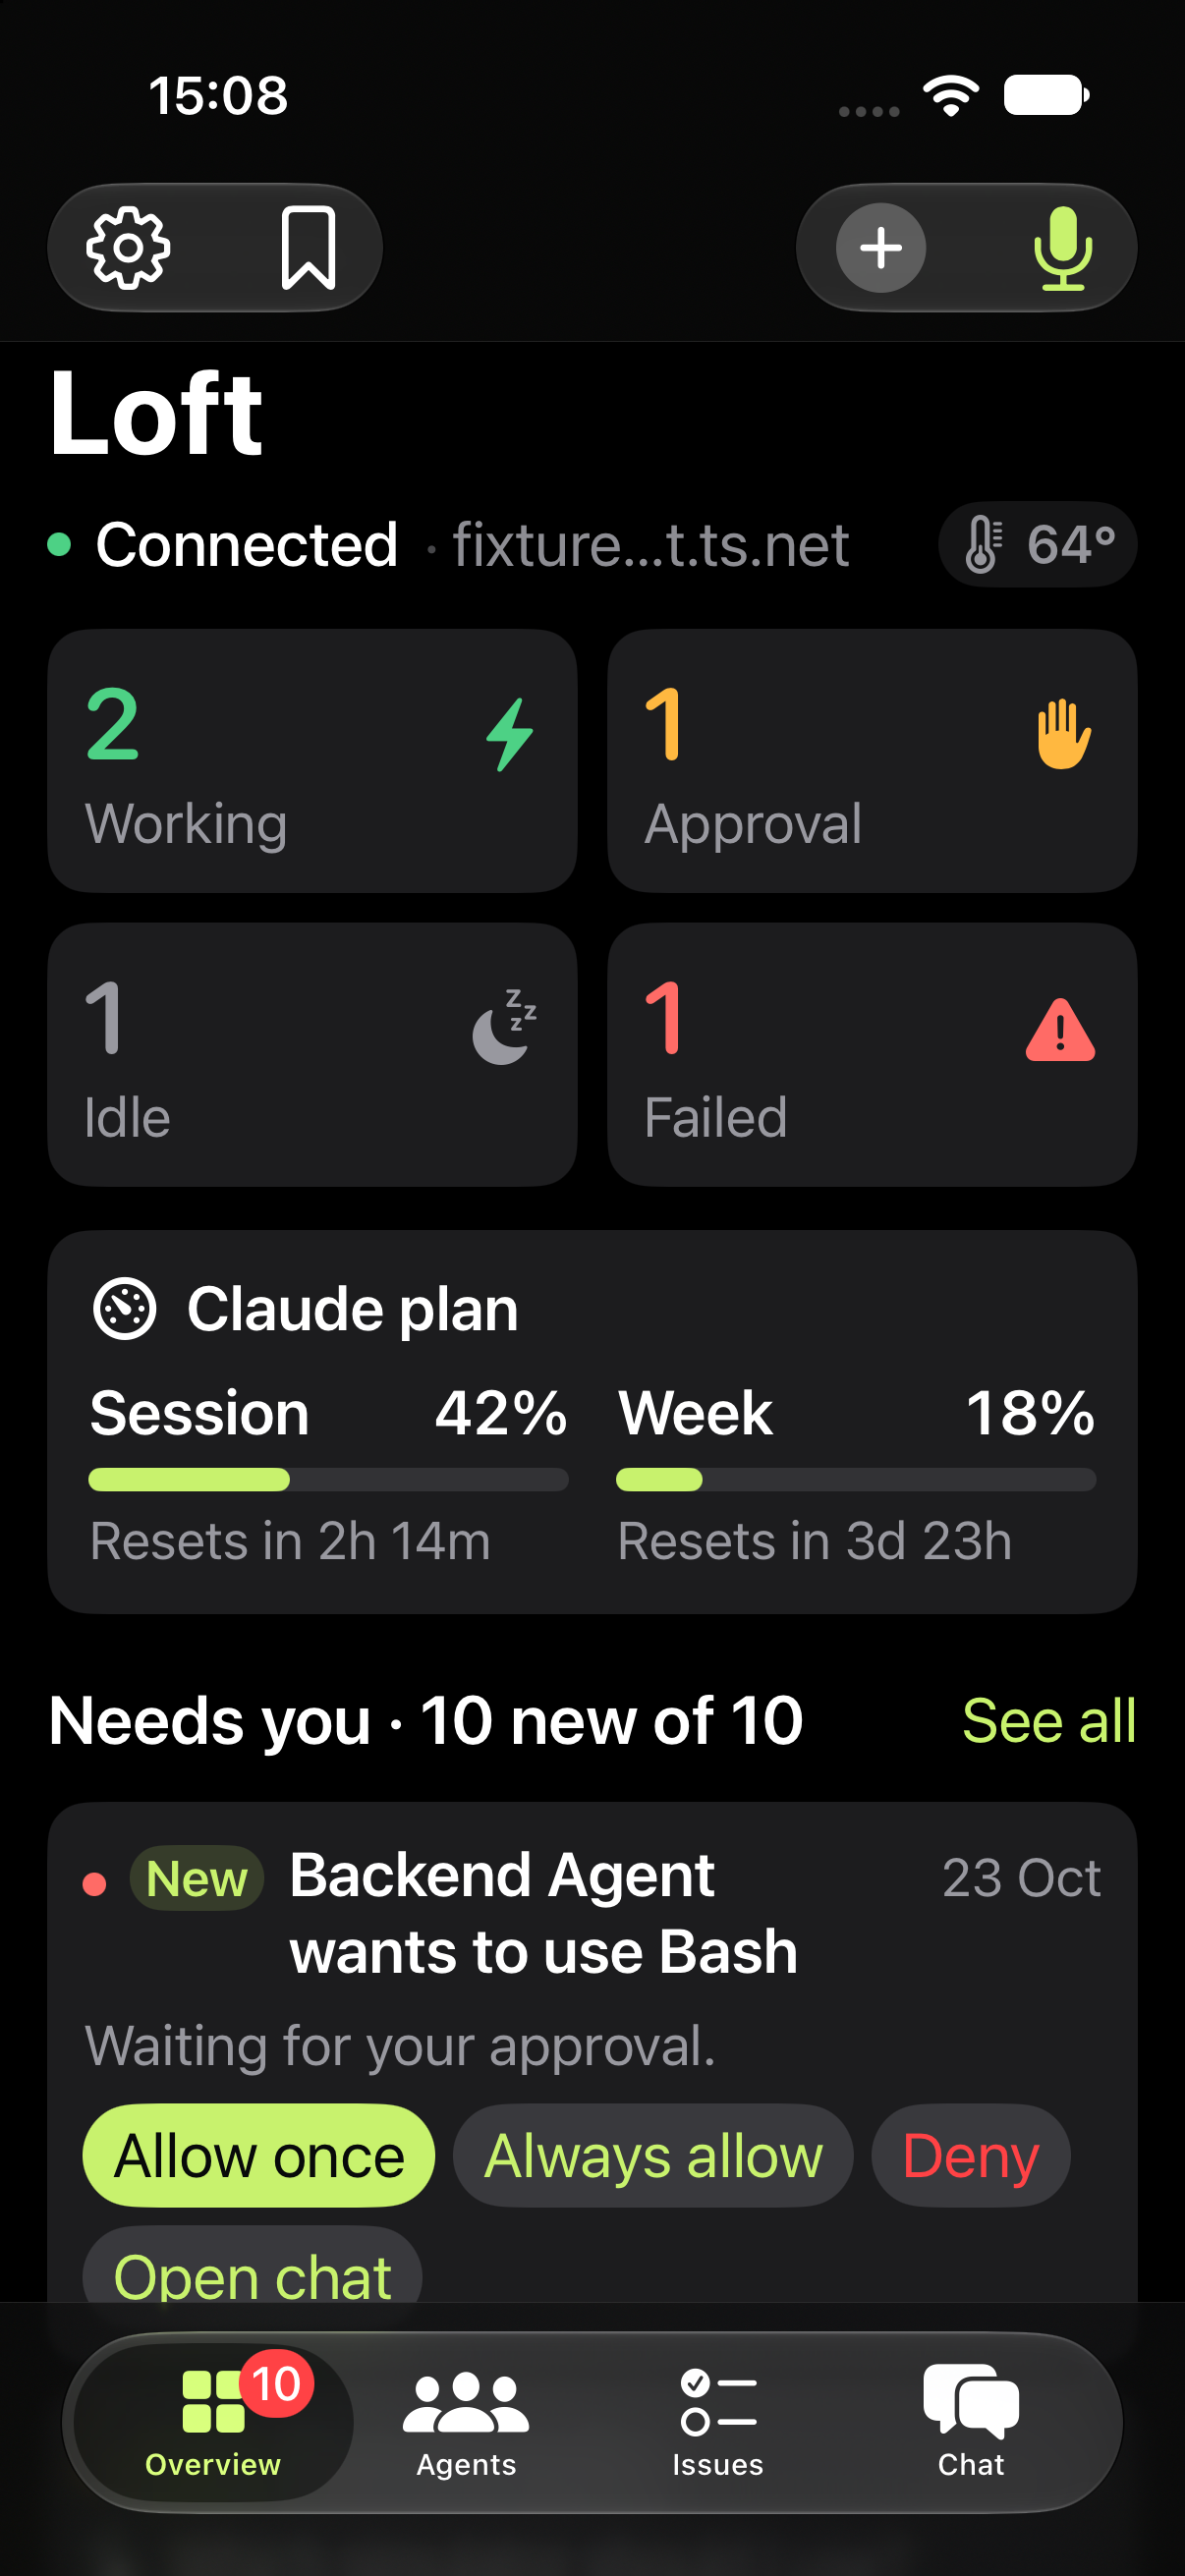 15:08
Loft
Connected · fixture...t.ts.net
64°
2
Working
1
Approval
1
Idle
1
Failed
Claude plan
Session 42%
Resets in 2h 14m
Week 18%
Resets in 3d 23h
Needs you · 10 new of 10
See all
New
Backend Agent
wants to use Bash
23 Oct
Waiting for your approval.
Allow once
Always allow
Deny
Open chat
10
Overview
Agents
Issues
Chat